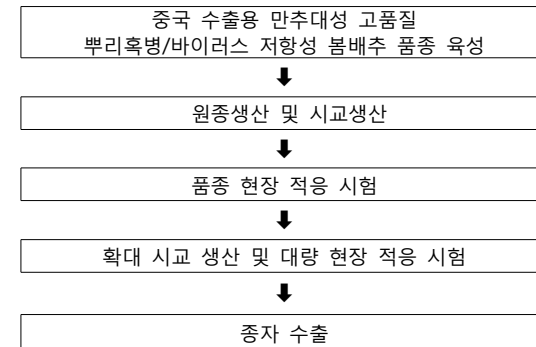 중국 수출용 만추대성 고품질
뿌리혹병/바이러스 저항성 봄배추 품종 육성
원종생산 및 시교생산
품종 현장 적응 시험
확대 시교 생산 및 대량 현장 적응 시험
종자 수출